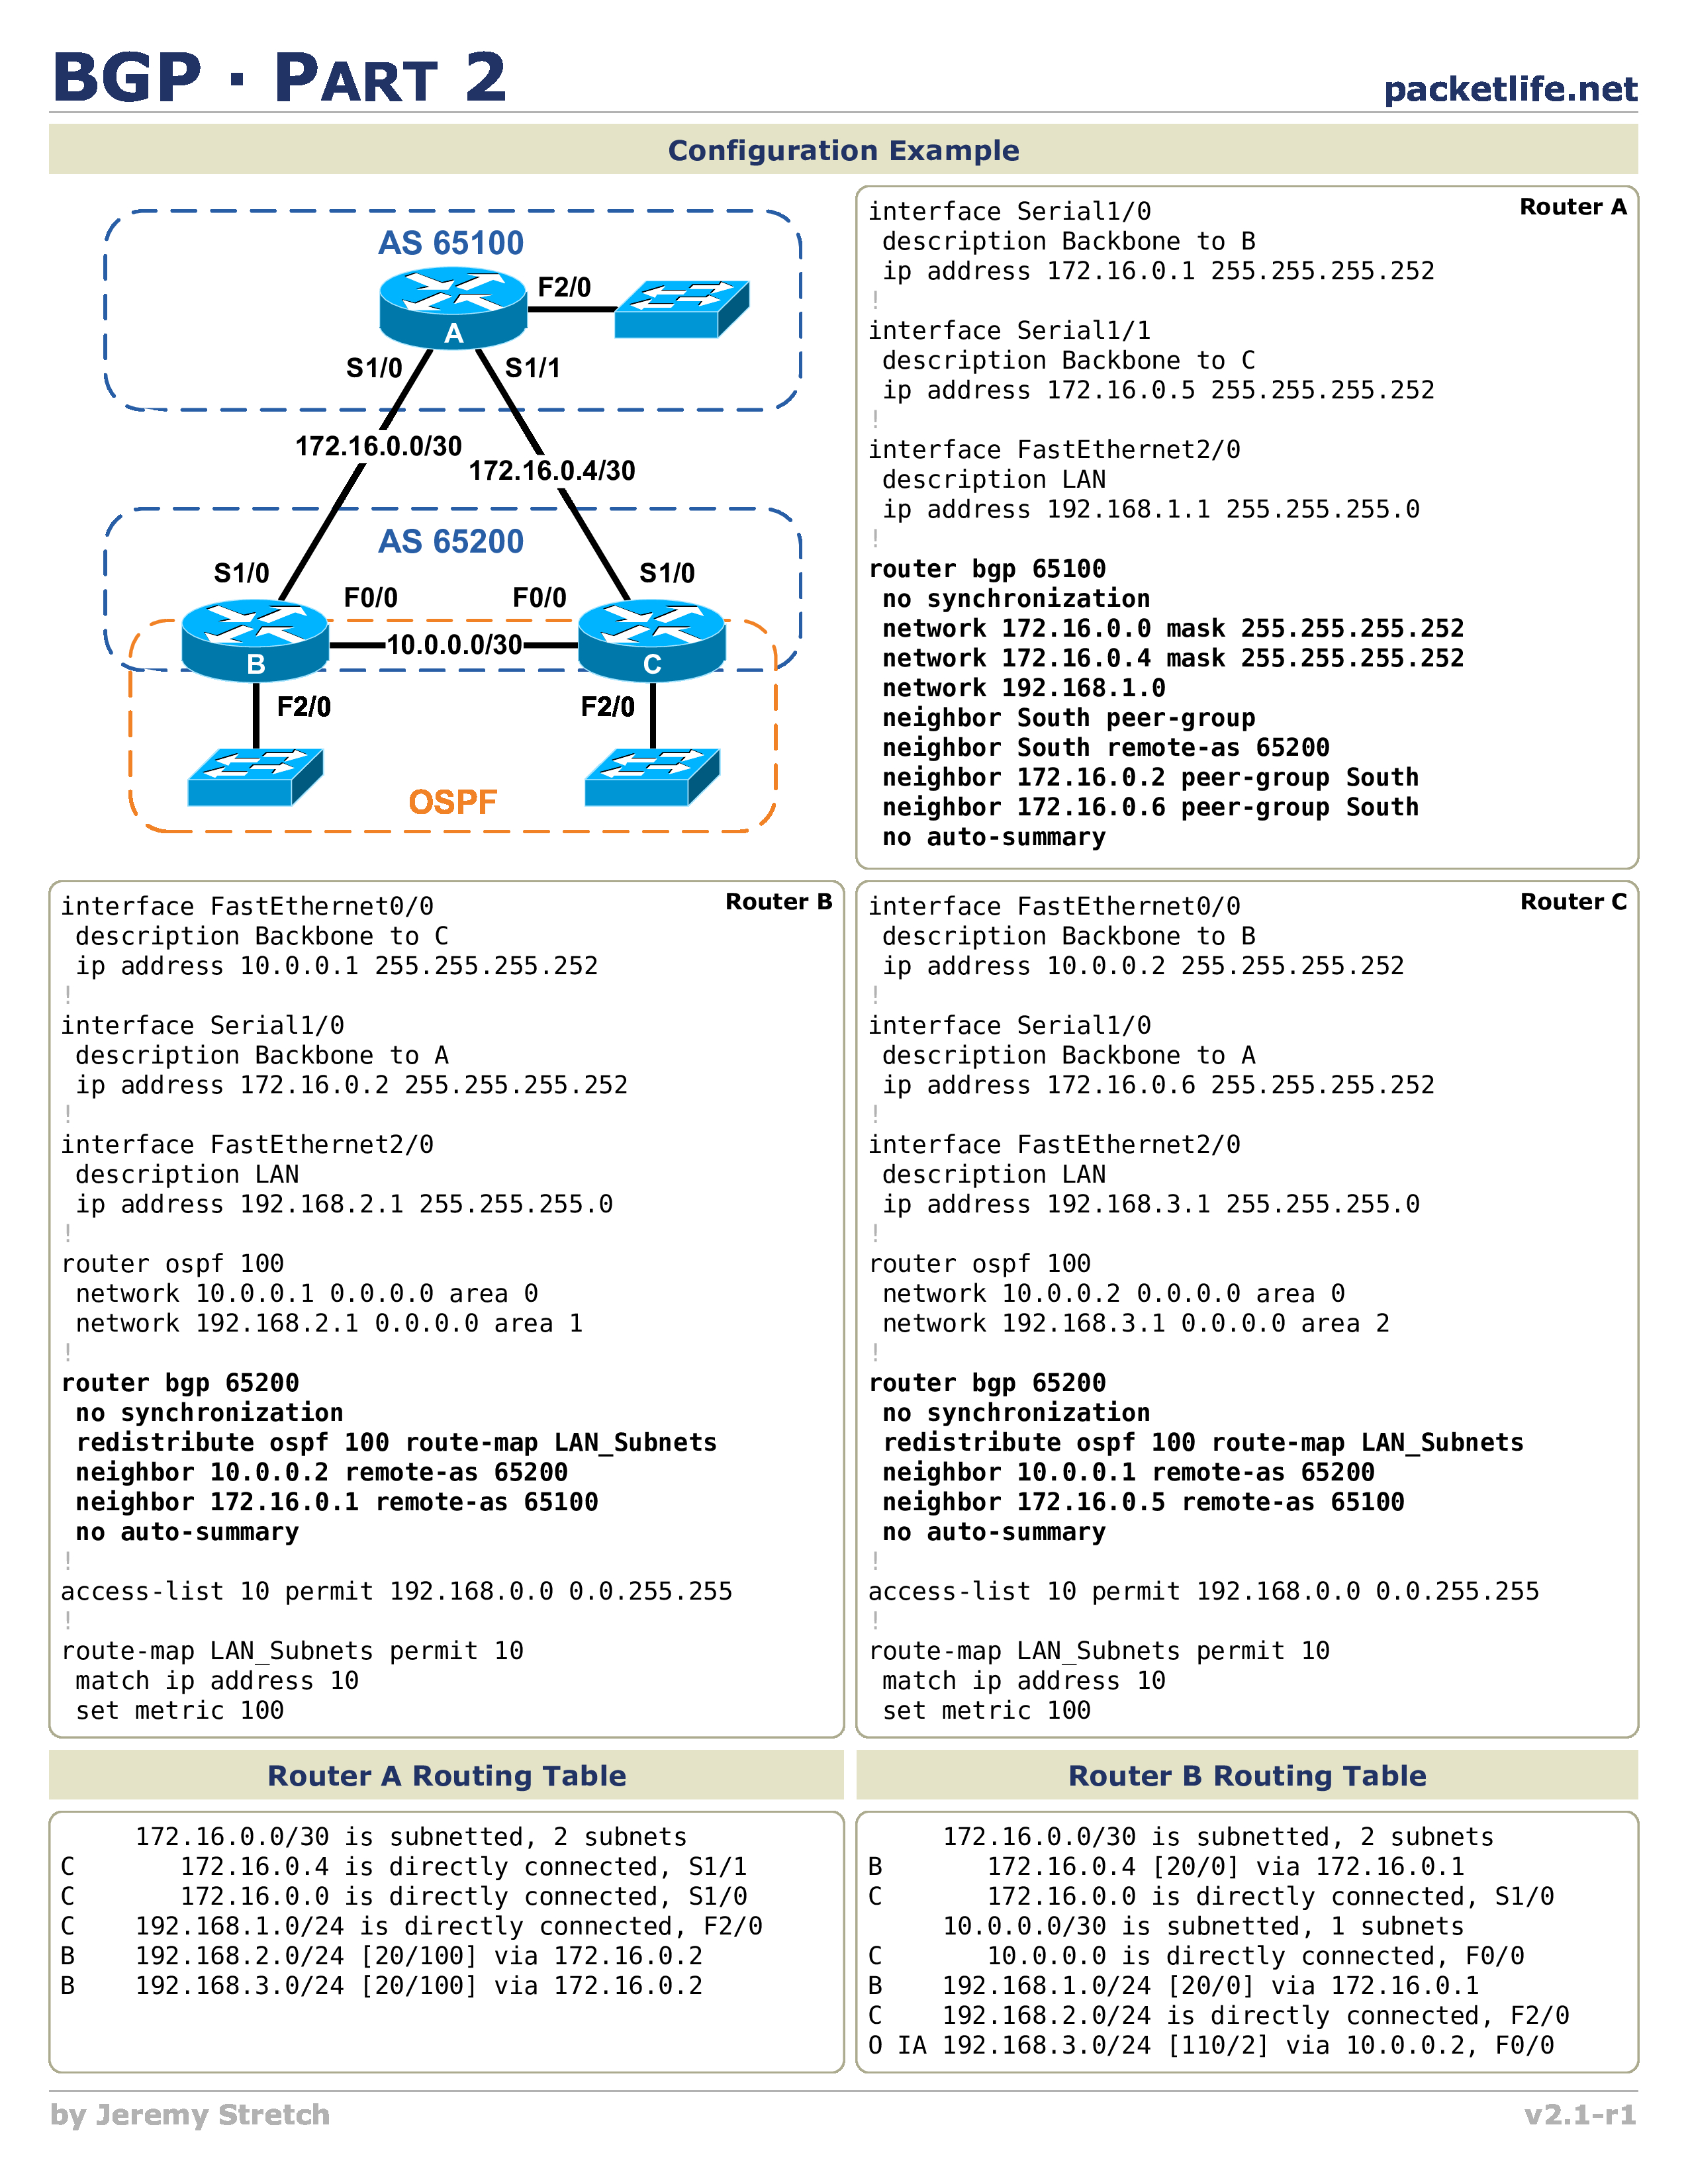 BGP · PART 2
packetlife.net
Configuration Example
AS 65100
F2/0
A
S1/0
S1/1
172.16.0.0/30
172.16.0.4/30
AS 65200
S1/0
S1/0
F0/0
F0/0
10.0.0.0/30
B
C
F2/0
F2/0
OSPF
Router A
interface Serial1/0
 description Backbone to B
 ip address 172.16.0.1 255.255.255.252
!
interface Serial1/1
 description Backbone to C
 ip address 172.16.0.5 255.255.255.252
!
interface FastEthernet2/0
 description LAN
 ip address 192.168.1.1 255.255.255.0
!
router bgp 65100
 no synchronization
 network 172.16.0.0 mask 255.255.255.252
 network 172.16.0.4 mask 255.255.255.252
 network 192.168.1.0
 neighbor South peer-group
 neighbor South remote-as 65200
 neighbor 172.16.0.2 peer-group South
 neighbor 172.16.0.6 peer-group South
 no auto-summary
Router B
interface FastEthernet0/0
 description Backbone to C
 ip address 10.0.0.1 255.255.255.252
!
interface Serial1/0
 description Backbone to A
 ip address 172.16.0.2 255.255.255.252
!
interface FastEthernet2/0
 description LAN
 ip address 192.168.2.1 255.255.255.0
!
router ospf 100
 network 10.0.0.1 0.0.0.0 area 0
 network 192.168.2.1 0.0.0.0 area 1
!
router bgp 65200
 no synchronization
 redistribute ospf 100 route-map LAN_Subnets
 neighbor 10.0.0.2 remote-as 65200
 neighbor 172.16.0.1 remote-as 65100
 no auto-summary
!
access-list 10 permit 192.168.0.0 0.0.255.255
!
route-map LAN_Subnets permit 10
 match ip address 10
 set metric 100
Router C
interface FastEthernet0/0
 description Backbone to B
 ip address 10.0.0.2 255.255.255.252
!
interface Serial1/0
 description Backbone to A
 ip address 172.16.0.6 255.255.255.252
!
interface FastEthernet2/0
 description LAN
 ip address 192.168.3.1 255.255.255.0
!
router ospf 100
 network 10.0.0.2 0.0.0.0 area 0
 network 192.168.3.1 0.0.0.0 area 2
!
router bgp 65200
 no synchronization
 redistribute ospf 100 route-map LAN_Subnets
 neighbor 10.0.0.1 remote-as 65200
 neighbor 172.16.0.5 remote-as 65100
 no auto-summary
!
access-list 10 permit 192.168.0.0 0.0.255.255
!
route-map LAN_Subnets permit 10
 match ip address 10
 set metric 100
Router A Routing Table
     172.16.0.0/30 is subnetted, 2 subnets
C       172.16.0.4 is directly connected, S1/1
C       172.16.0.0 is directly connected, S1/0
C    192.168.1.0/24 is directly connected, F2/0
B    192.168.2.0/24 [20/100] via 172.16.0.2
B    192.168.3.0/24 [20/100] via 172.16.0.2
Router B Routing Table
     172.16.0.0/30 is subnetted, 2 subnets
B       172.16.0.4 [20/0] via 172.16.0.1
C       172.16.0.0 is directly connected, S1/0
     10.0.0.0/30 is subnetted, 1 subnets
C       10.0.0.0 is directly connected, F0/0
B    192.168.1.0/24 [20/0] via 172.16.0.1
C    192.168.2.0/24 is directly connected, F2/0
O IA 192.168.3.0/24 [110/2] via 10.0.0.2, F0/0
by Jeremy Stretch
v2.1-r1